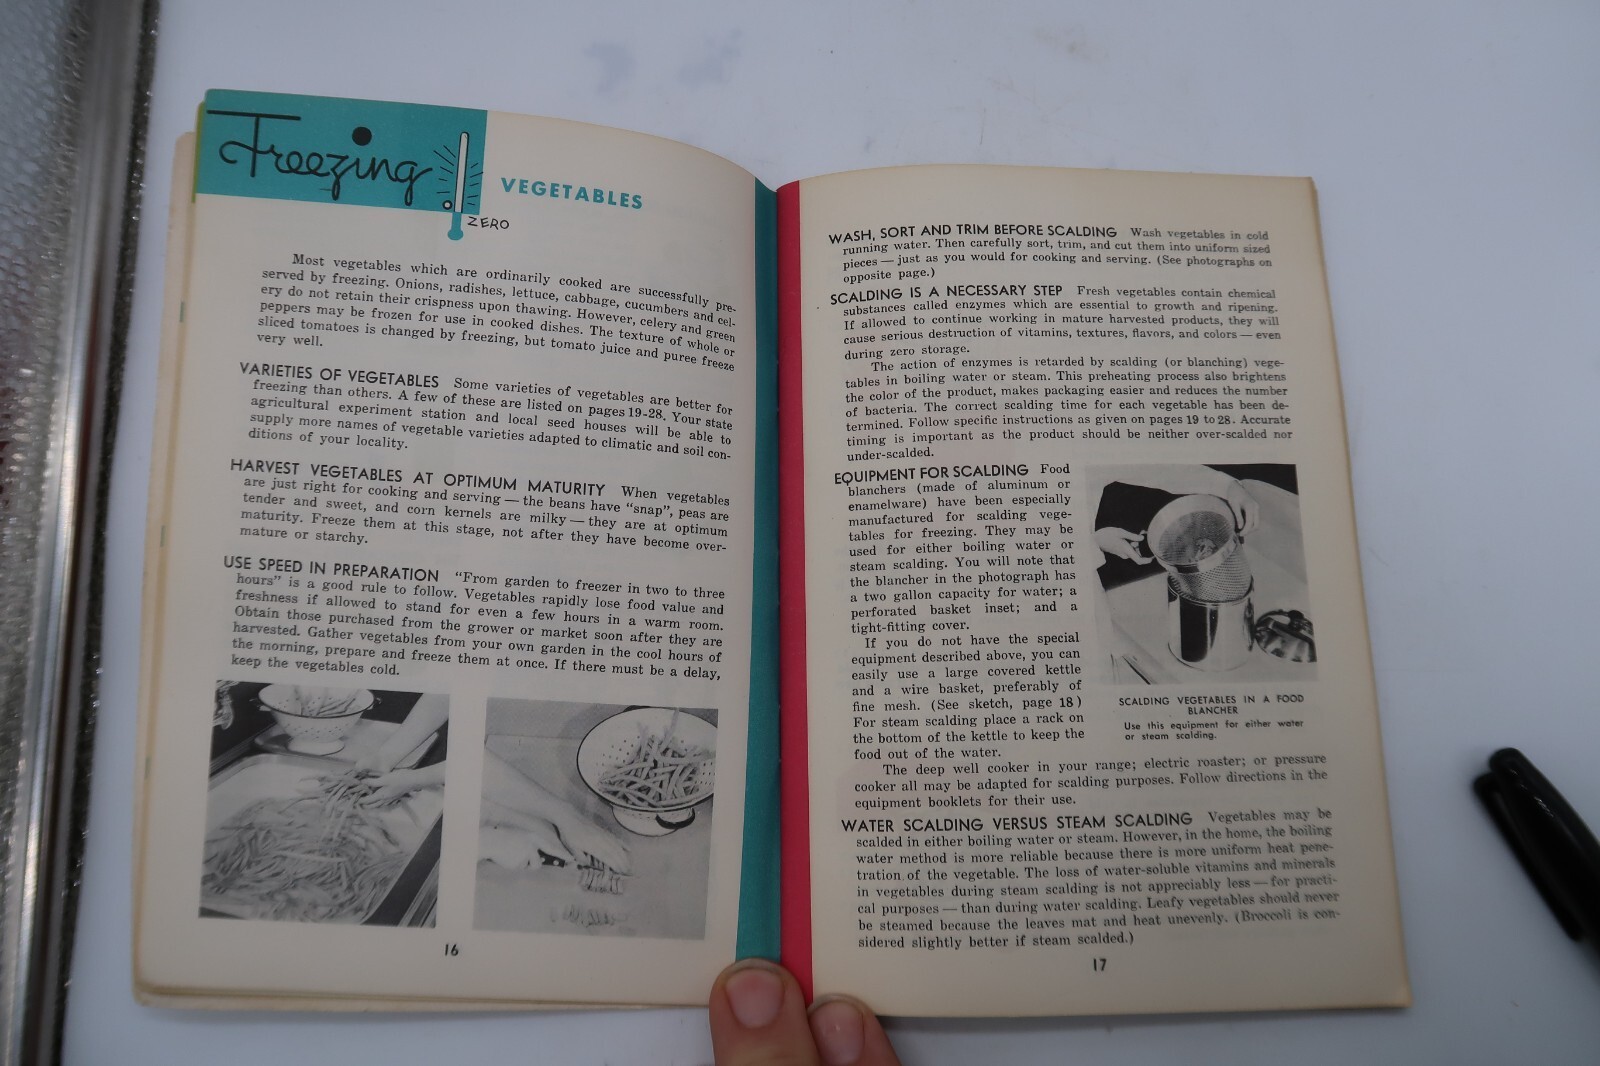 Freezing
ZERO
VEGETABLES
Most vegetables which are ordinarily cooked are successfully pre-
served by freezing. Onions, radishes, lettuce, cabbage, cucumbers and cel-
ery do not retain their crispness upon thawing. However, celery and green
peppers may be frozen for use in cooked dishes. The texture of whole or
sliced tomatoes is changed by freezing, but tomato juice and puree freeze
very well.
VARIETIES OF VEGETABLES Some varieties of vegetables are better for
freezing than others. A few of these are listed on pages 19-28. Your state
agricultural experiment station and local seed houses will be able to
supply more names of vegetable varieties adapted to climatic and soil con-
ditions of your locality.
HARVEST VEGETABLES AT OPTIMUM MATURITY When vegetables
are just right for cooking and serving — the beans have "snap", peas are
tender and sweet, and corn kernels are milky — they are at optimum
maturity. Freeze them at this stage, not after they have become over-
mature or starchy.
USE SPEED IN PREPARATION "From garden to freezer in two to three
hours" is a good rule to follow. Vegetables rapidly lose food value and
freshness if allowed to stand for even a few hours in a warm room.
Obtain those purchased from the grower or market soon after they are
harvested. Gather vegetables from your own garden in the cool hours of
the morning, prepare and freeze them at once. If there must be a delay,
keep the vegetables cold.
16
WASH, SORT AND TRIM BEFORE SCALDING Wash vegetables in cold
running water. Then carefully sort, trim, and cut them into uniform sized
pieces — just as you would for cooking and serving. (See photographs on
opposite page.)
SCALDING IS A NECESSARY STEP Fresh vegetables contain chemical
substances called enzymes which are essential to growth and ripening.
If allowed to continue working in mature harvested products, they will
cause serious destruction of vitamins, textures, flavors, and colors — even
during zero storage.
The action of enzymes is retarded by scalding (or blanching) vege-
tables in boiling water or steam. This preheating process also brightens
the color of the product, makes packaging easier and reduces the number
of bacteria. The correct scalding time for each vegetable has been de-
termined. Follow specific instructions as given on pages 19 to 28. Accurate
timing is important as the product should be neither over-scalded nor
under-scalded.
EQUIPMENT FOR SCALDING Food
blanchers (made of aluminum or
enamelware) have been especially
manufactured for scalding vege-
tables for freezing. They may be
used for either boiling water or
steam scalding. You will note that
the blancher in the photograph has
a two gallon capacity for water; a
perforated basket inset; and a
tight-fitting cover.
If you do not have the special
equipment described above, you can
easily use a large covered kettle
and a wire basket, preferably of
fine mesh. (See sketch, page 18)
For steam scalding place a rack on
the bottom of the kettle to keep the
food out of the water.
SCALDING VEGETABLES IN A FOOD
BLANCHER
Use this equipment for either water
or steam scalding.
The deep well cooker in your range; electric roaster; or pressure
cooker all may be adapted for scalding purposes. Follow directions in the
equipment booklets for their use.
WATER SCALDING VERSUS STEAM SCALDING Vegetables may be
scalded in either boiling water or steam. However, in the home, the boiling
water method is more reliable because there is more uniform heat pene-
tration of the vegetable. The loss of water-soluble vitamins and minerals
in vegetables during steam scalding is not appreciably less — for practi-
cal purposes — than during water scalding. Leafy vegetables should never
be steamed because the leaves mat and heat unevenly. (Broccoli is con-
sidered slightly better if steam scalded.)
17